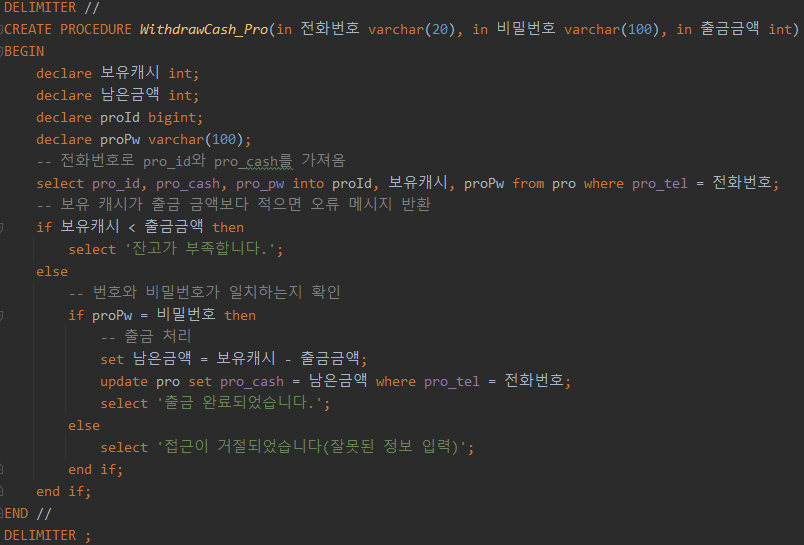 DELIMITER //
CREATE PROCEDURE WithdrawCash_Pro(in 전화번호 varchar(20), in 비밀번호 varchar(100), in 출금금액 int)
BEGIN
    declare 보유캐시 int;
    declare 남은금액 int;
    declare proId bigint;
    declare proPw varchar(100);
    -- 전화번호로 pro_id와 pro_cash를 가져옴
    select pro_id, pro_cash, pro_pw into proId, 보유캐시, proPw from pro where pro_tel = 전화번호;
    -- 보유 캐시가 출금 금액보다 적으면 오류 메시지 반환
    if 보유캐시 < 출금금액 then
        select '잔고가 부족합니다.';
    else
        -- 번호와 비밀번호가 일치하는지 확인
        if proPw = 비밀번호 then
            -- 출금 처리
            set 남은금액 = 보유캐시 - 출금금액;
            update pro set pro_cash = 남은금액 where pro_tel = 전화번호;
            select '출금 완료되었습니다.';
        else
            select '접근이 거절되었습니다(잘못된 정보 입력)';
        end if;
    end if;
END //
DELIMITER ;